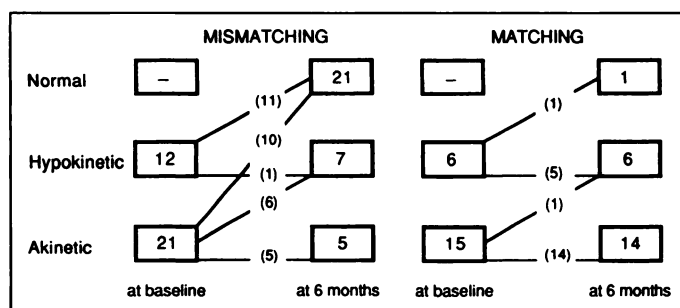 MISMATCHING MATCHING
Normal – 21 – 1
(11) (1)
(10)
Hypokinetic 12 7 6 6
(1) (5)
(6) (1)
Akinetic 21 5 15 14
(5) (14)
at baseline at 6 months at baseline at 6 months